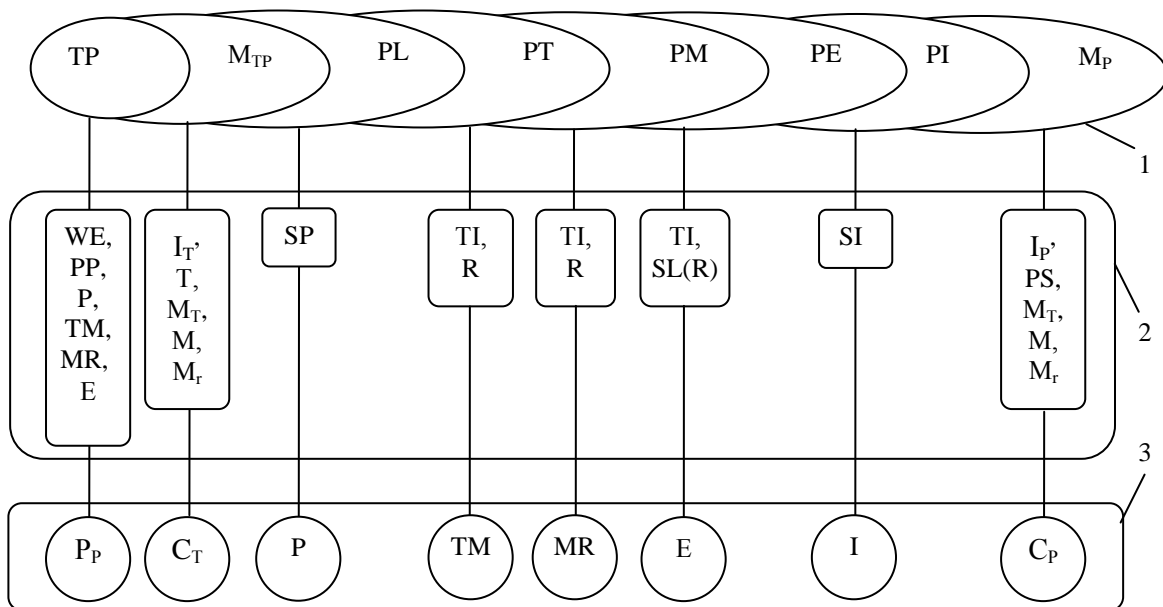 TP M_TP PL PT PM PE PI M_P
1
WE,
PP,
P,
TM,
MR,
E
I_T,
T,
M_T,
M,
M_r
SP
TI,
R
TI,
R
TI,
SL(R)
SI
I_P,
PS,
M_T,
M,
M_r
2
3
P_P C_T P TM MR E I C_P